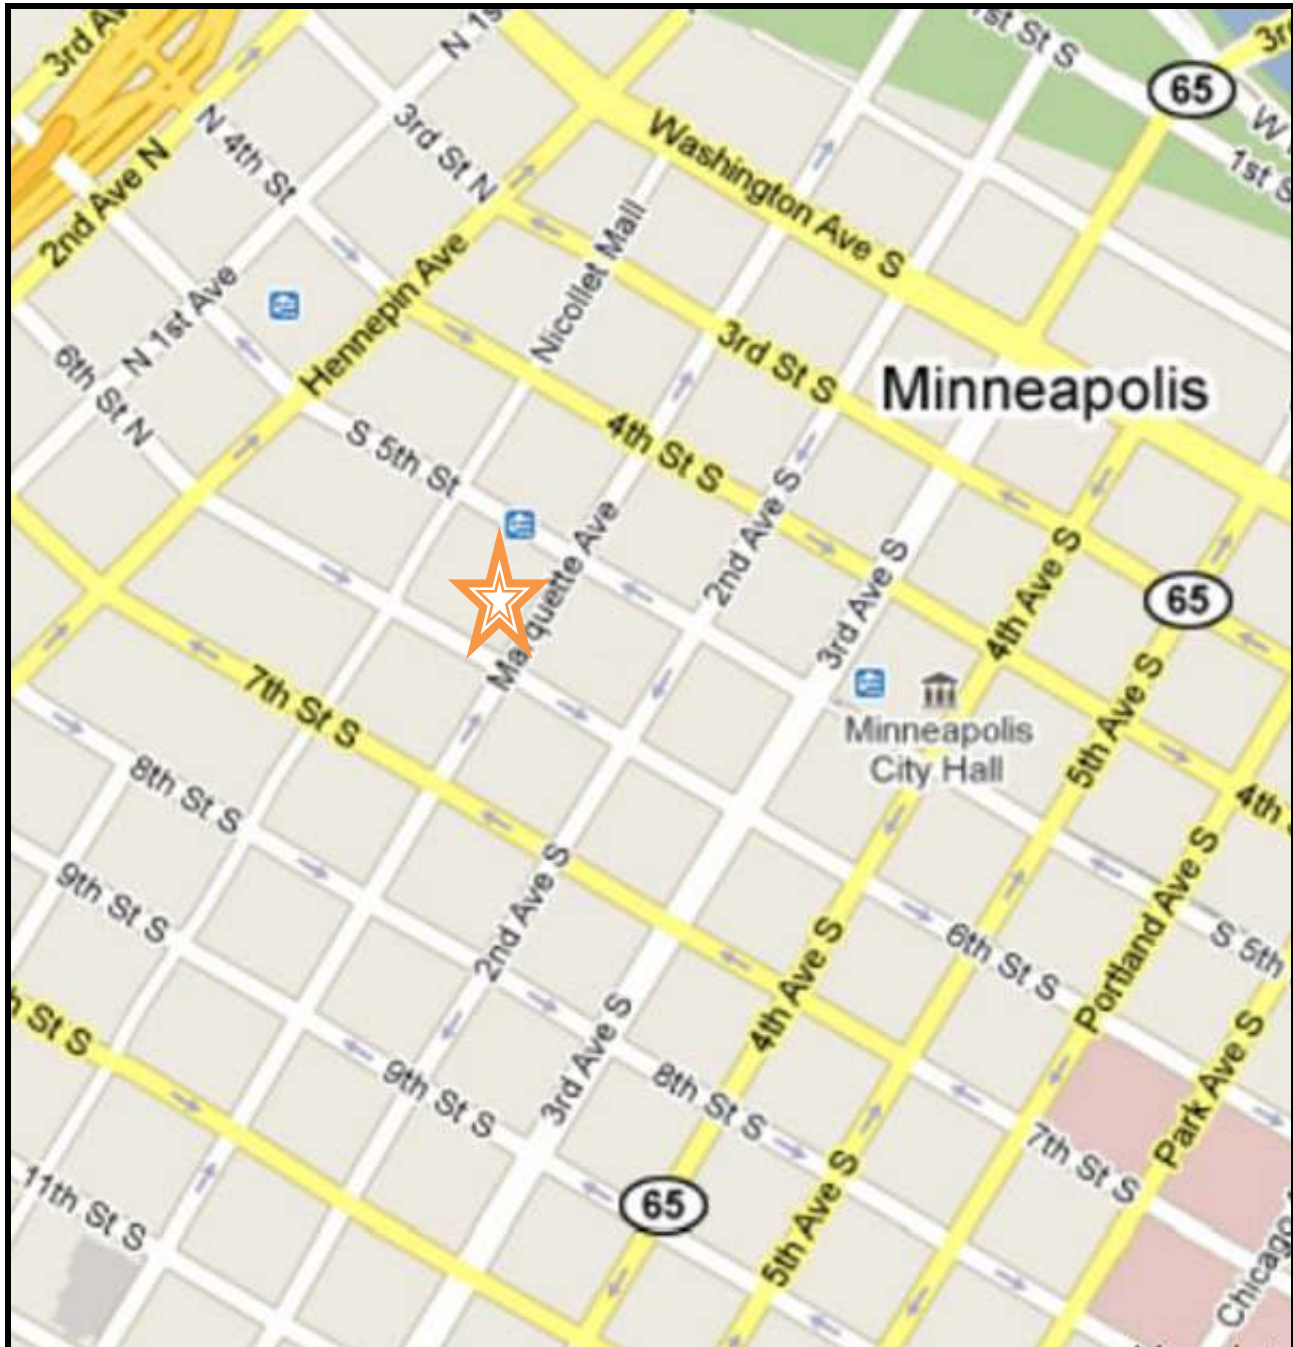 3rd Av
N 1s
1st St S
3r
65
W
1st S
N 4th St
3rd St N
Washington Ave S
2nd Ave N
Hennepin Ave
Nicollet Mall
N 1st Ave
3rd St S
Minneapolis
6th St N
S 5th St
4th St S
2nd Ave S
Marquette Ave
3rd Ave S
4th Ave S
65
Minneapolis
City Hall
5th Ave S
7th St S
8th St S
4th
2nd Ave S
Portland Ave S
9th St S
4th Ave S
6th St S
S 5th
h St S
3rd Ave S
9th St S
8th St S
Park Ave S
7th St S
11th St S
65
5th Ave S
Chicago